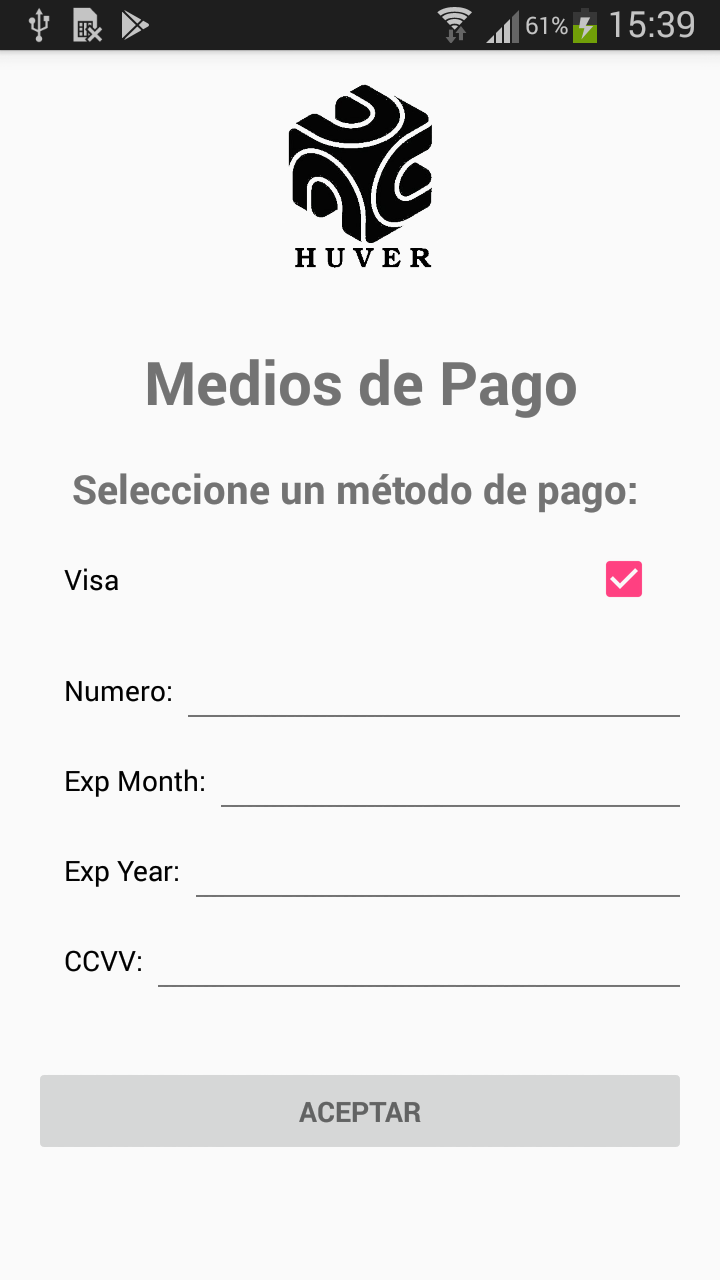 61% 15:39
HUVER
Medios de Pago
Seleccione un método de pago:
Visa
Numero:
Exp Month:
Exp Year:
CCVV:
ACEPTAR